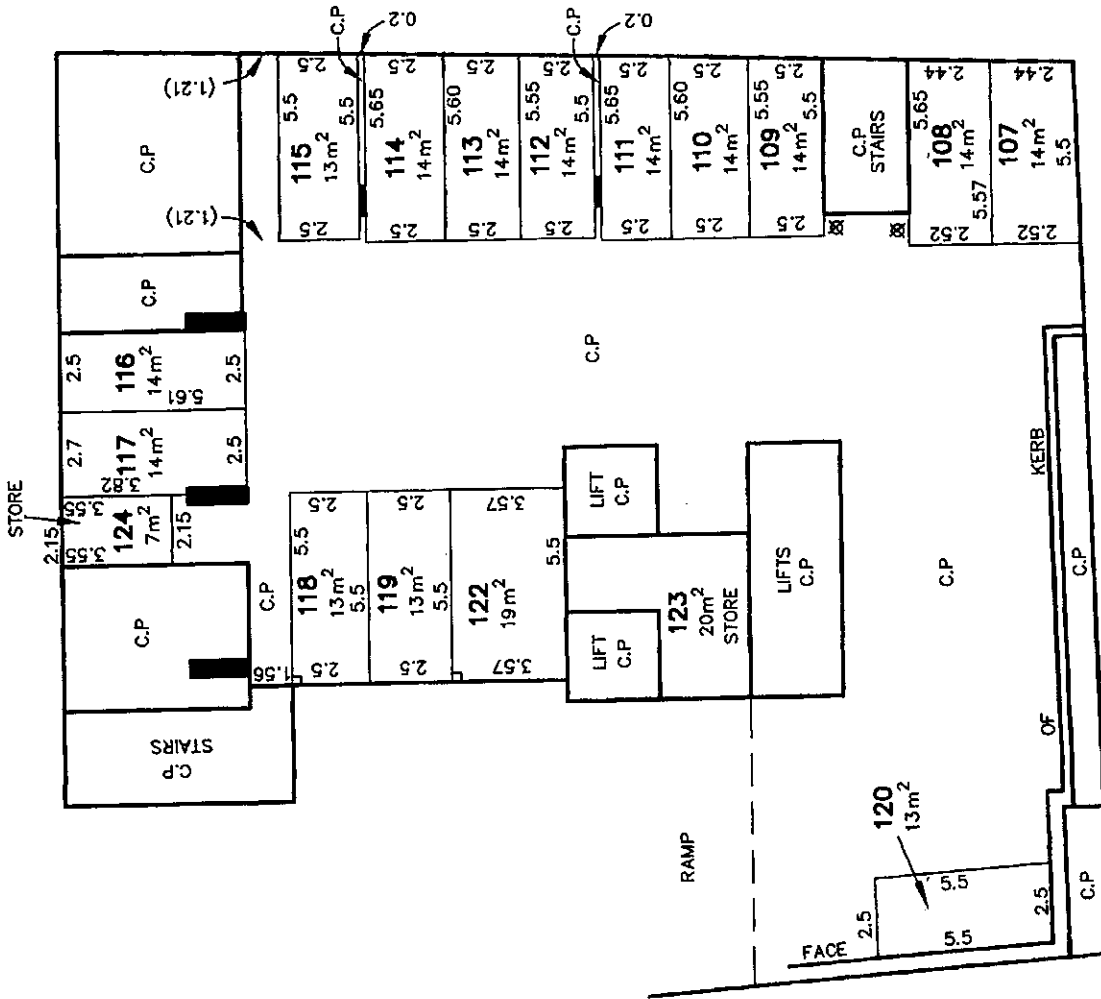 C.P
(1.21)
(1.21)
C.P
0.2
C.P
0.2
2.5
5.5
115
13m²
5.5
2.5
2.5
5.65
114
14m²
2.5
2.5
5.60
113
14m²
2.5
2.5
5.55
112
14m²
5.5
2.5
2.5
5.65
111
14m²
2.5
2.5
5.60
110
14m²
2.5
2.5
5.55
109
14m²
5.5
2.5
C.P
STAIRS
2.44
5.65
108
14m²
5.57
2.52
2.44
107
14m²
5.5
2.52
C.P
2.5
116
14m²
5.61
2.5
2.7
117
14m²
3.82
2.5
STORE
2.15
3.55
124
7m²
3.55
2.15
C.P
C.P
STAIRS
C.P
1.56
2.5
5.5
118
13m²
5.5
2.5
2.5
119
13m²
5.5
2.5
3.57
122
19m²
5.5
3.57
LIFT
C.P
LIFT
C.P
123
20m²
STORE
LIFTS
C.P
C.P
C.P
RAMP
120
13m²
2.5
5.5
5.5
2.5
FACE
OF
KERB
C.P
C.P